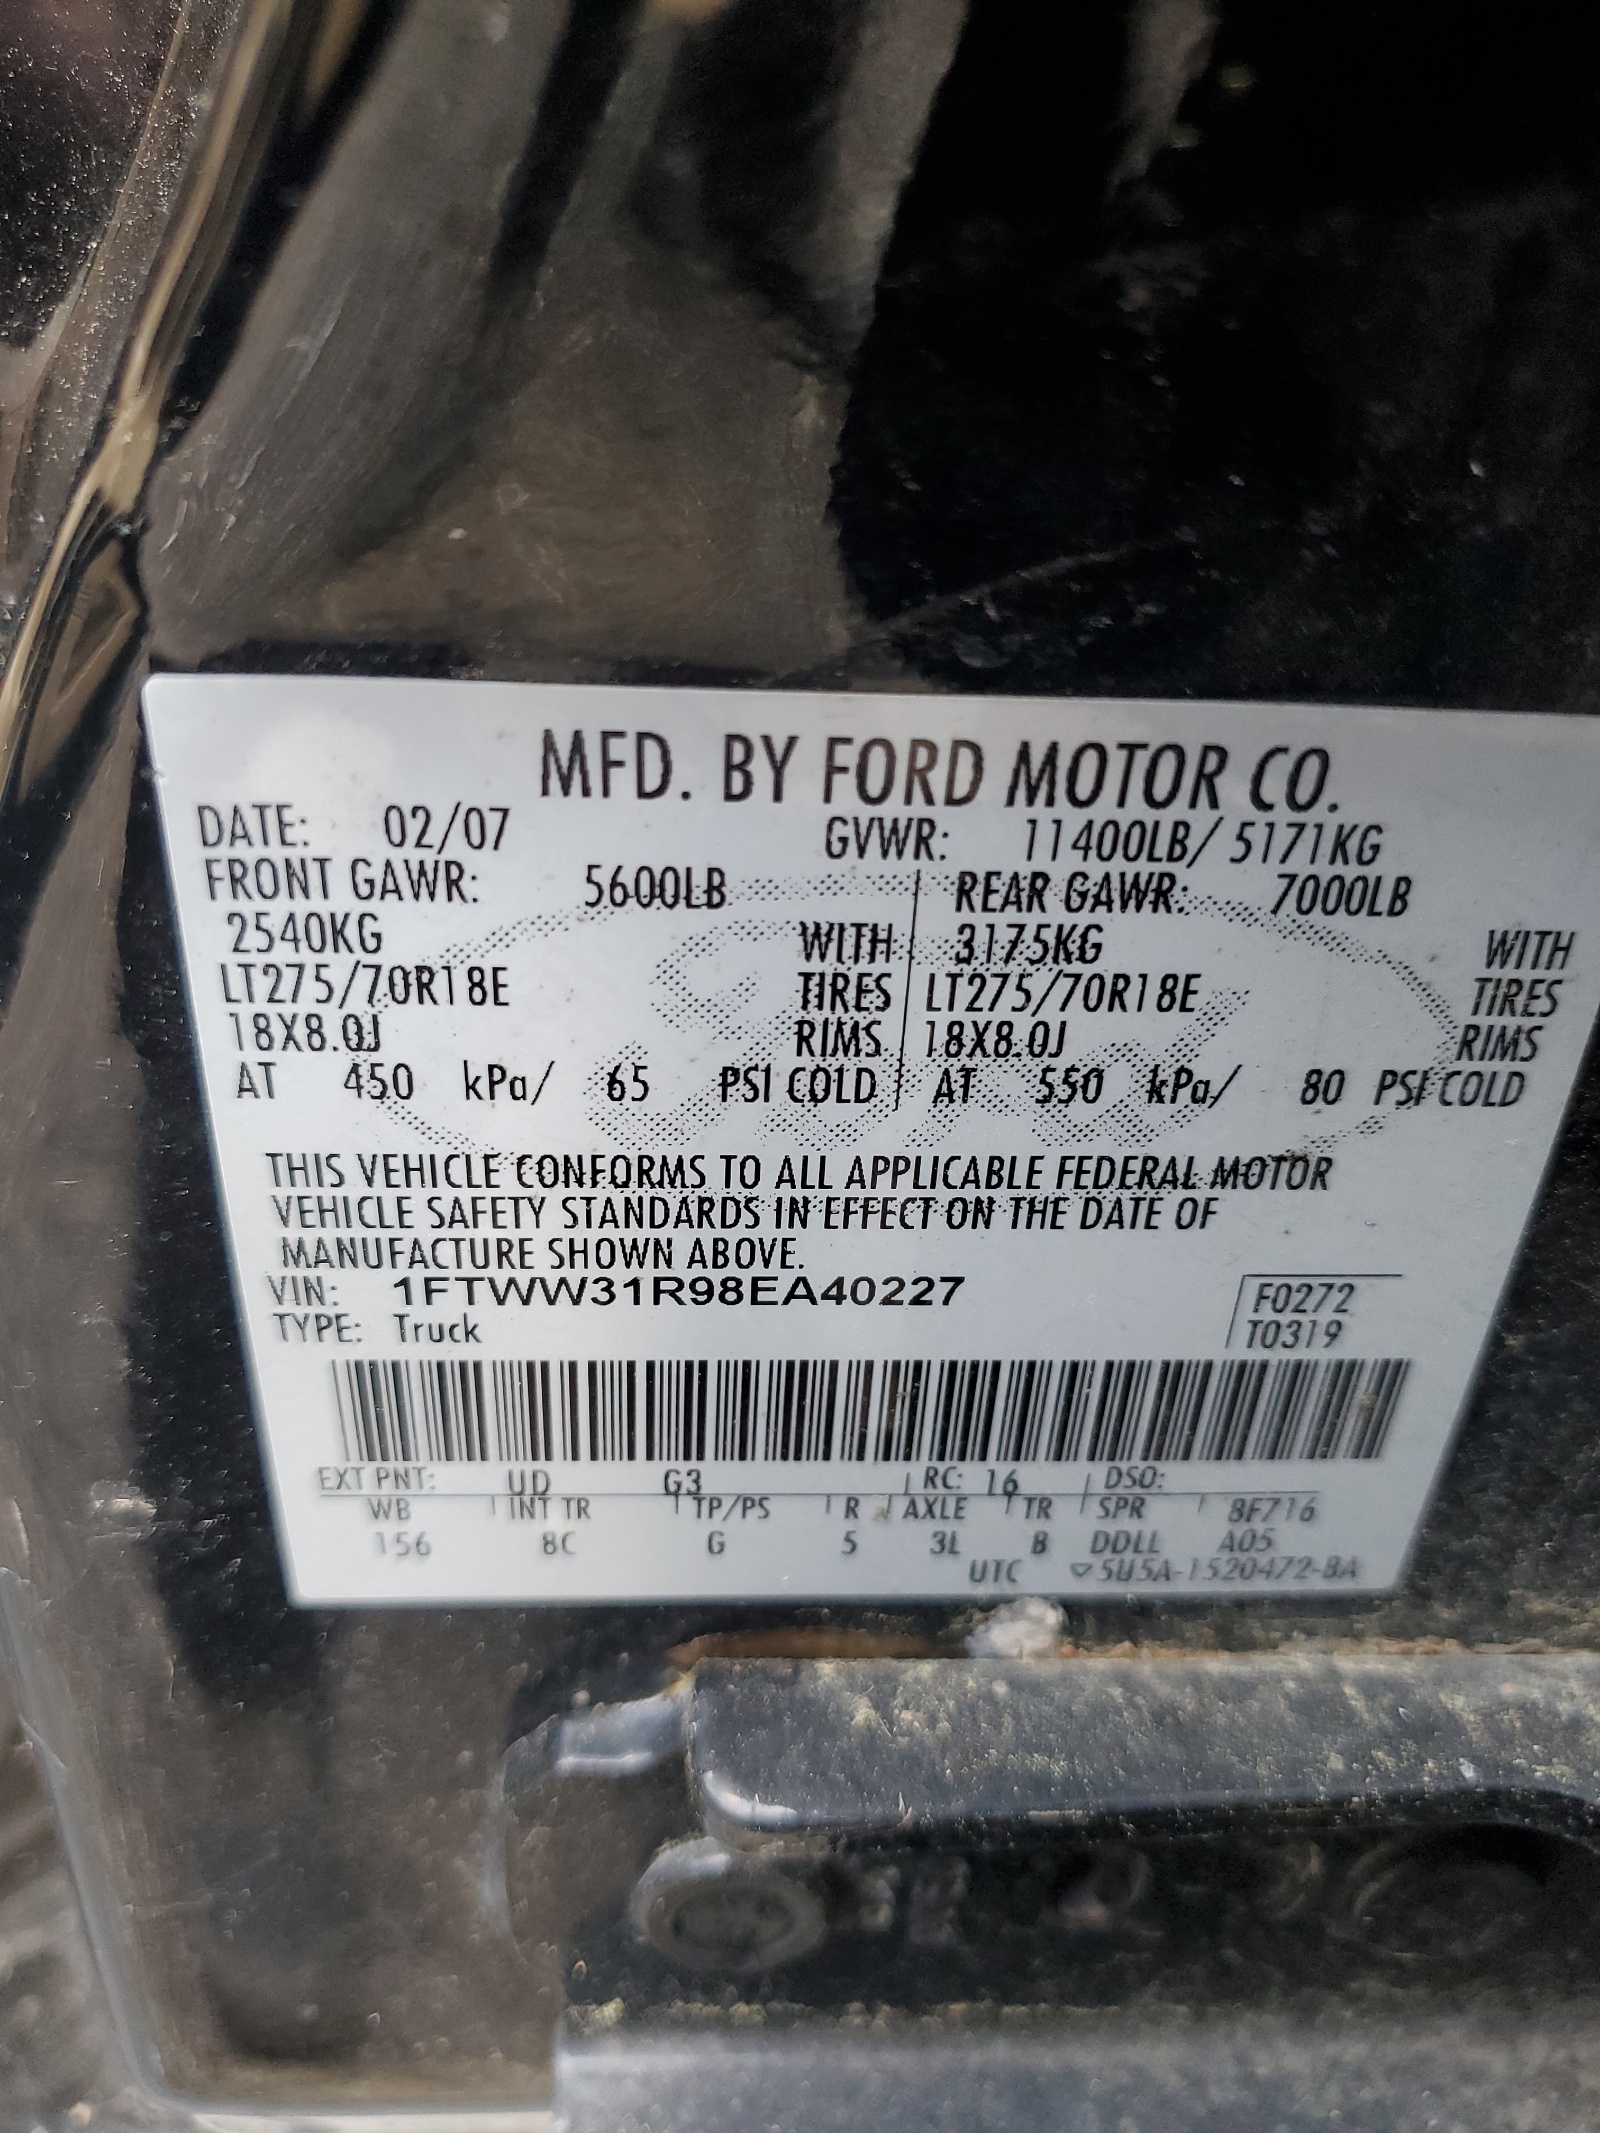 MFD. BY FORD MOTOR CO.
DATE: 02/07 GVWR: 11400LB/ 5171KG
FRONT GAWR: 5600LB REAR GAWR: 7000LB
2540KG WITH 3175KG WITH
LT275/70R18E TIRES LT275/70R18E TIRES
18X8.0J RIMS 18X8.0J RIMS
AT 450 kPa/ 65 PSI COLD AT 550 kPa/ 80 PSI COLD
THIS VEHICLE CONFORMS TO ALL APPLICABLE FEDERAL MOTOR
VEHICLE SAFETY STANDARDS IN EFFECT ON THE DATE OF
MANUFACTURE SHOWN ABOVE.
VIN: 1FTWW31R98EA40227 F0272
TYPE: Truck T0319
EXT PNT: UD G3 RC: 16 DSO:
WB INT TR TP/PS R AXLE TR SPR 8F716
156 8C G 5 3L B DDLL A05
UTC ▽5U5A-1520472-BA